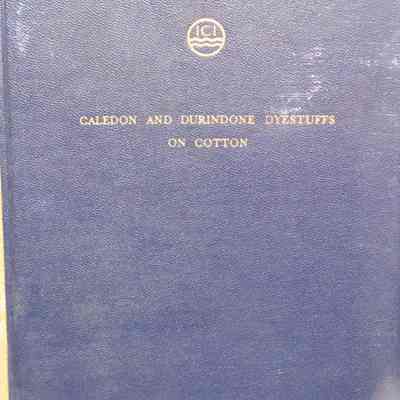 ICI
CALEDON AND DURINDONE DYESTUFFS
ON COTTON